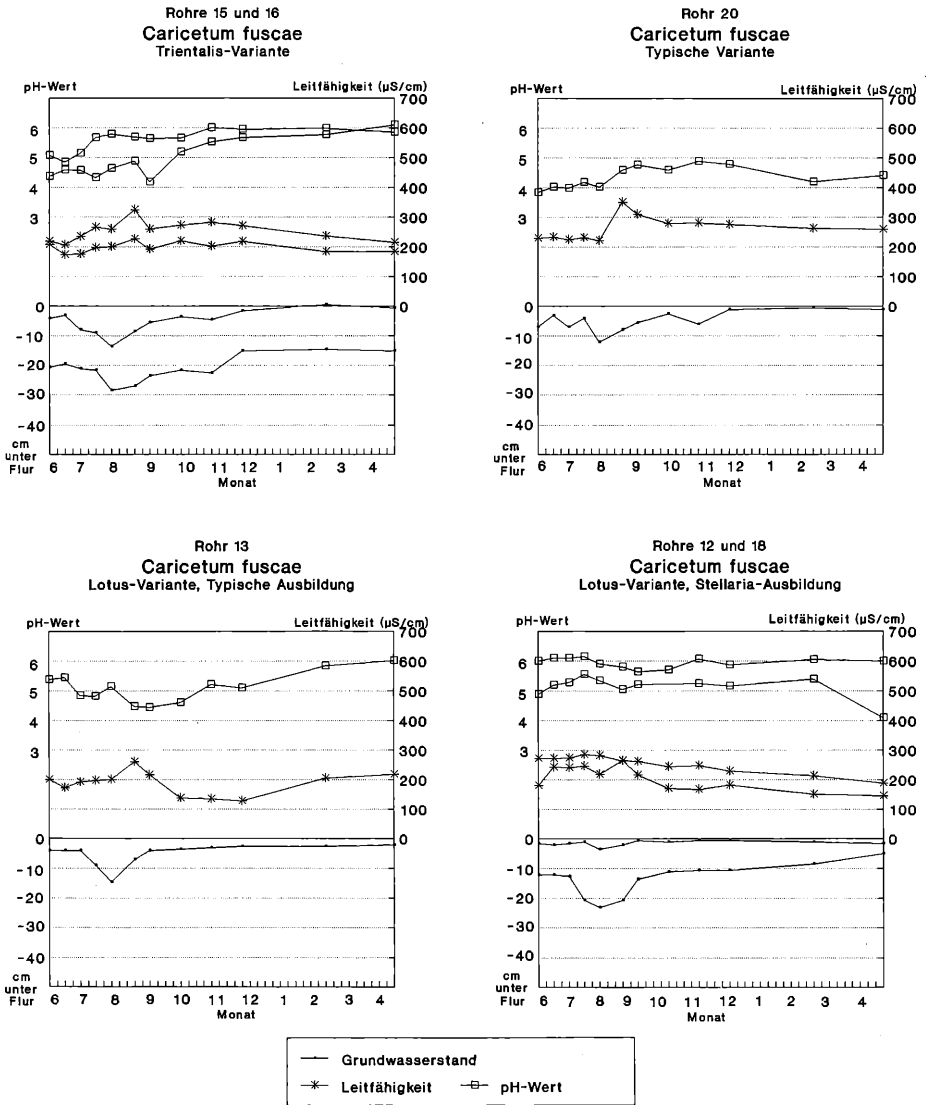 Rohre 15 und 16
Caricetum fuscae
Trientalis-Variante
pH-Wert
Leitfähigkeit (µS/cm)
700
6
600
5
500
4
400
3
300
200
100
0
0
-10
-20
-30
-40
cm
unter
Flur
6 7 8 9 10 11 12 1 2 3 4
Monat
Rohr 20
Caricetum fuscae
Typische Variante
pH-Wert
Leitfähigkeit (µS/cm)
700
6
600
5
500
4
400
3
300
200
100
0
0
-10
-20
-30
-40
cm
unter
Flur
6 7 8 9 10 11 12 1 2 3 4
Monat
Rohr 13
Caricetum fuscae
Lotus-Variante, Typische Ausbildung
pH-Wert
Leitfähigkeit (µS/cm)
700
6
600
5
500
4
400
3
300
200
100
0
0
-10
-20
-30
-40
cm
unter
Flur
6 7 8 9 10 11 12 1 2 3 4
Monat
Rohre 12 und 18
Caricetum fuscae
Lotus-Variante, Stellaria-Ausbildung
pH-Wert
Leitfähigkeit (µS/cm)
700
6
600
5
500
4
400
3
300
200
100
0
0
-10
-20
-30
-40
cm
unter
Flur
6 7 8 9 10 11 12 1 2 3 4
Monat
Grundwasserstand
Leitfähigkeit pH-Wert